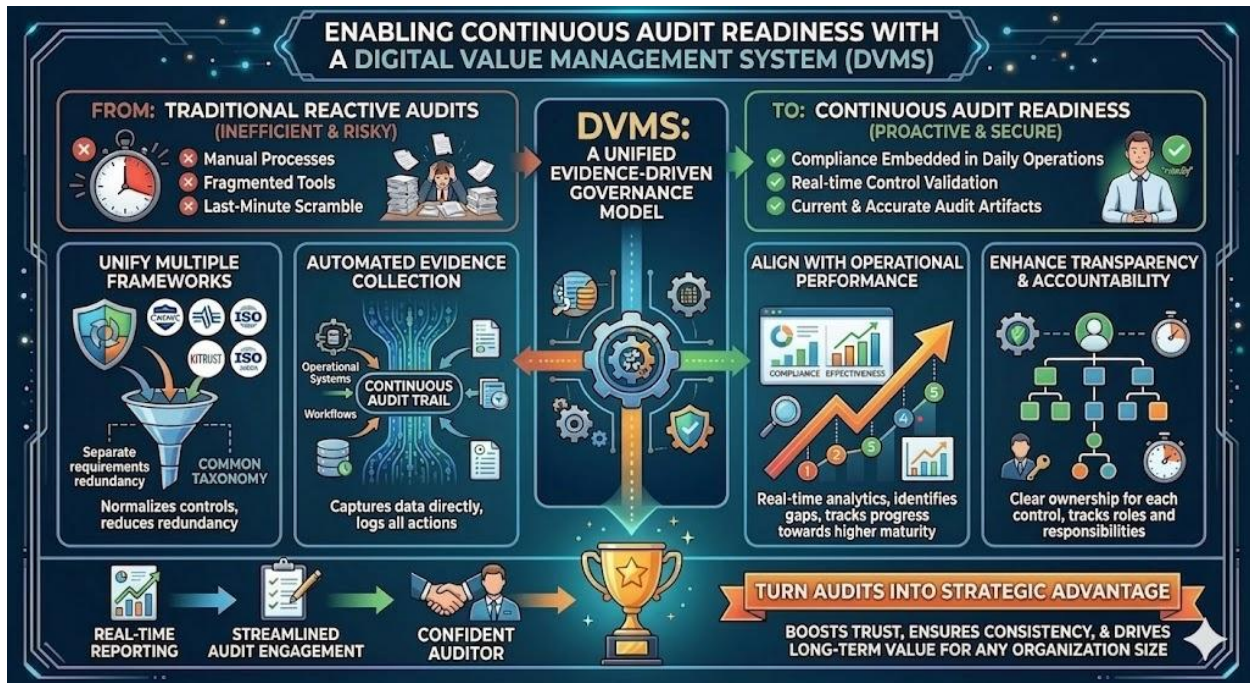 ENABLING CONTINUOUS AUDIT READINESS WITH
A DIGITAL VALUE MANAGEMENT SYSTEM (DVMS)
FROM: TRADITIONAL REACTIVE AUDITS
(INEFFICIENT & RISKY)
Manual Processes
Fragmented Tools
Last-Minute Scramble
DVMS:
A UNIFIED
EVIDENCE-DRIVEN
GOVERNANCE
MODEL
TO: CONTINUOUS AUDIT READINESS
(PROACTIVE & SECURE)
Compliance Embedded in Daily Operations
Real-time Control Validation
Current & Accurate Audit Artifacts
UNIFY MULTIPLE
FRAMEWORKS
ISO
KITRUST
ISO
Separate
requirements
redundancy
COMMON
TAXONOMY
Normalizes controls,
reduces redundancy
AUTOMATED EVIDENCE
COLLECTION
Operational
Systems
CONTINUOUS
AUDIT TRAIL
Workflows
Captures data directly,
logs all actions
ALIGN WITH OPERATIONAL
PERFORMANCE
COMPLIANCE EFFECTIVENESS
1 2 5 4 5
Real-time analytics, identifies
gaps, tracks progress
towards higher maturity
ENHANCE TRANSPARENCY
& ACCOUNTABILITY
Clear ownership for each
control, tracks roles and
responsibilities
REAL-TIME
REPORTING
STREAMLINED
AUDIT ENGAGEMENT
CONFIDENT
AUDITOR
TURN AUDITS INTO STRATEGIC ADVANTAGE
BOOSTS TRUST, ENSURES CONSISTENCY, & DRIVES
LONG-TERM VALUE FOR ANY ORGANIZATION SIZE